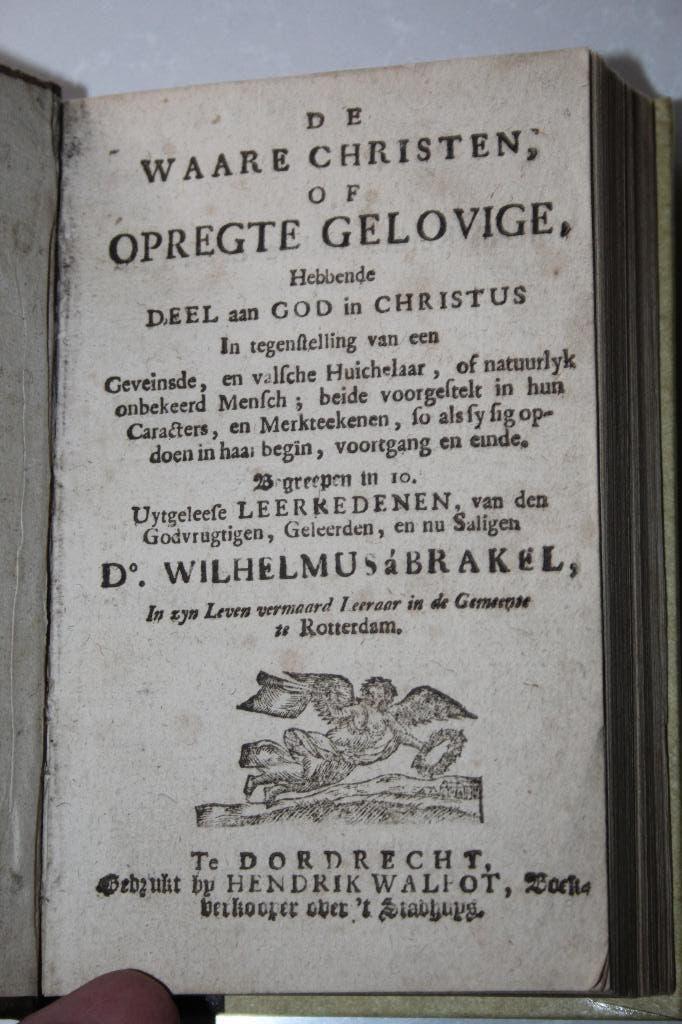 DE
WAARE CHRISTEN,
OF
OPREGTE GELOVIGE,
Hebbende
DEEL aan GOD in CHRISTUS
In tegenſtelling van een
Geveinsde, en valſche Huichelaar, of natuurlyk
onbekeerd Menſch; beide voorgeſtelt in hun
Caracters, en Merkteekenen, ſo als ſy ſig op-
doen in haar begin, voortgang en einde.
Begreepen in 10.
Uytgeleeſe LEERREDENEN, van den
Godvrugtigen, Geleerden, en nu Saligen
Do. WILHELMUS á BRAKEL,
In zyn Leven vermaard Leeraar in de Gemeente
te Rotterdam.
Te DORDRECHT,
Gedrukt by HENDRIK WALPOT, Boek-
verkooper over 't Stadhuys.